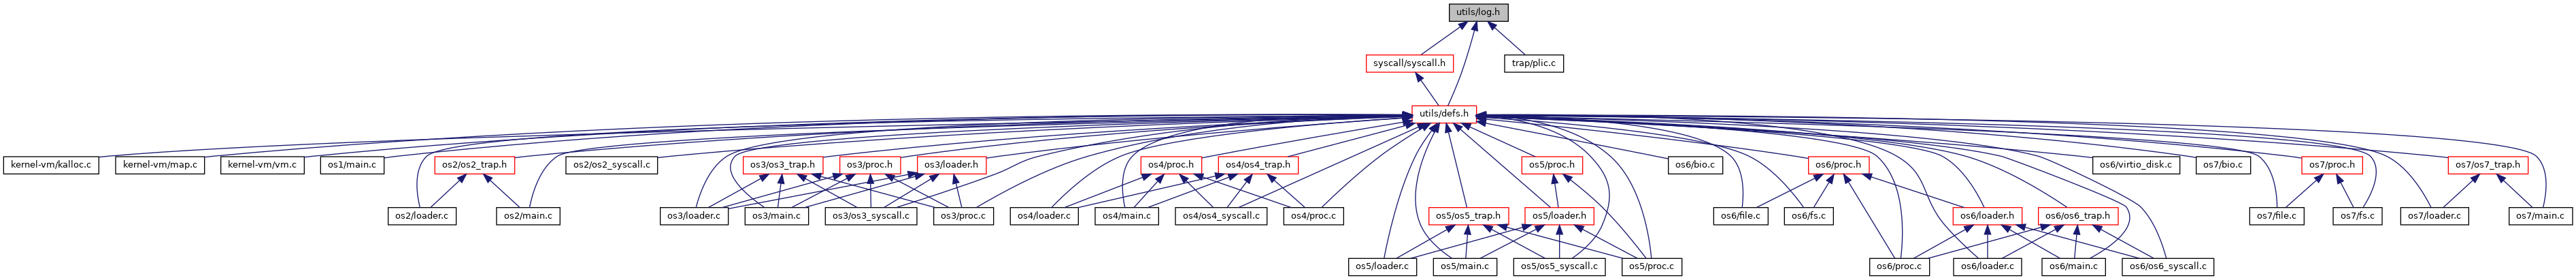 utils/log.h
syscall/syscall.h
trap/plic.c
utils/defs.h
kernel-vm/kalloc.c
kernel-vm/map.c
kernel-vm/vm.c
os1/main.c
os2/os2_trap.h
os2/os2_syscall.c
os3/os3_trap.h
os3/proc.h
os3/loader.h
os4/proc.h
os4/os4_trap.h
os5/proc.h
os6/bio.c
os6/proc.h
os6/virtio_disk.c
os7/bio.c
os7/proc.h
os7/os7_trap.h
os2/loader.c
os2/main.c
os3/loader.c
os3/main.c
os3/os3_syscall.c
os3/proc.c
os4/loader.c
os4/main.c
os4/os4_syscall.c
os4/proc.c
os5/os5_trap.h
os5/loader.h
os6/file.c
os6/fs.c
os6/loader.h
os6/os6_trap.h
os7/file.c
os7/fs.c
os7/loader.c
os7/main.c
os5/loader.c
os5/main.c
os5/os5_syscall.c
os5/proc.c
os6/proc.c
os6/loader.c
os6/main.c
os6/os6_syscall.c